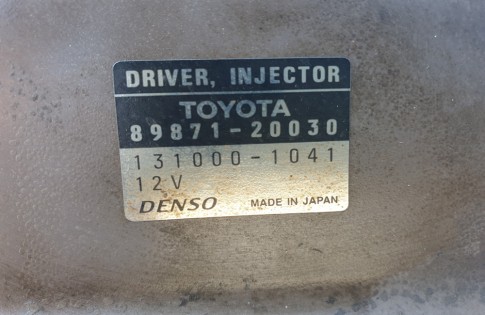 DRIVER, INJECTOR
TOYOTA
89871-20030
131000-1041
12V
DENSO MADE IN JAPAN